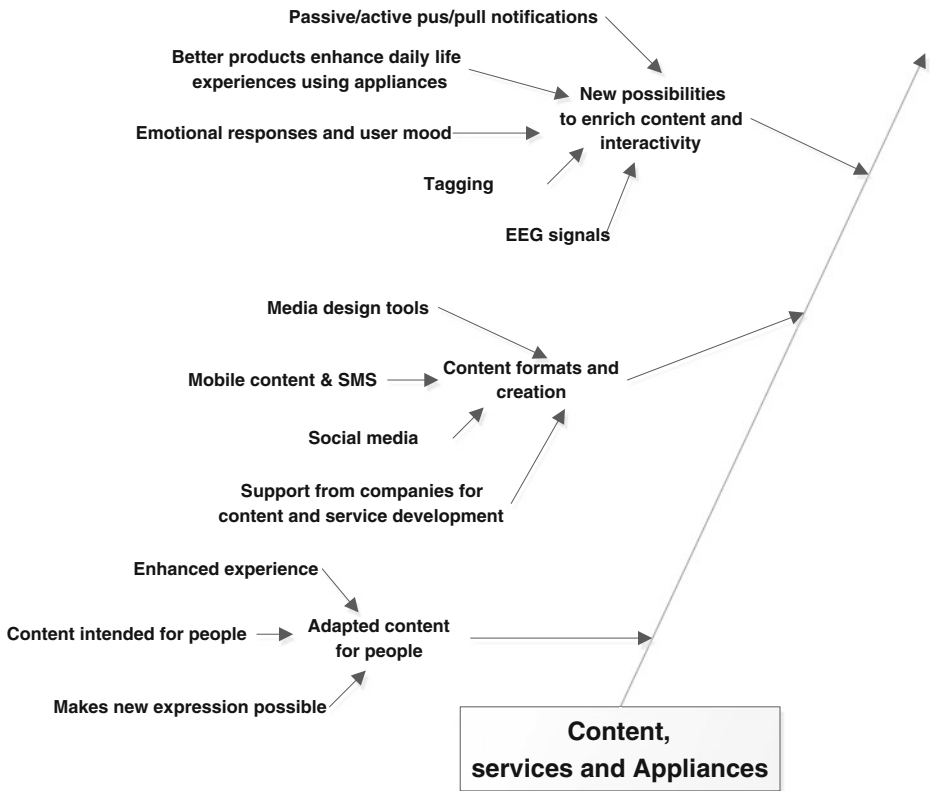 Passive/active pus/pull notifications
Better products enhance daily life
experiences using appliances
New possibilities
to enrich content and
interactivity
Emotional responses and user mood
Tagging
EEG signals
Media design tools
Content formats and
creation
Mobile content & SMS
Social media
Support from companies for
content and service development
Enhanced experience
Content intended for people
Adapted content
for people
Makes new expression possible
Content,
services and Appliances